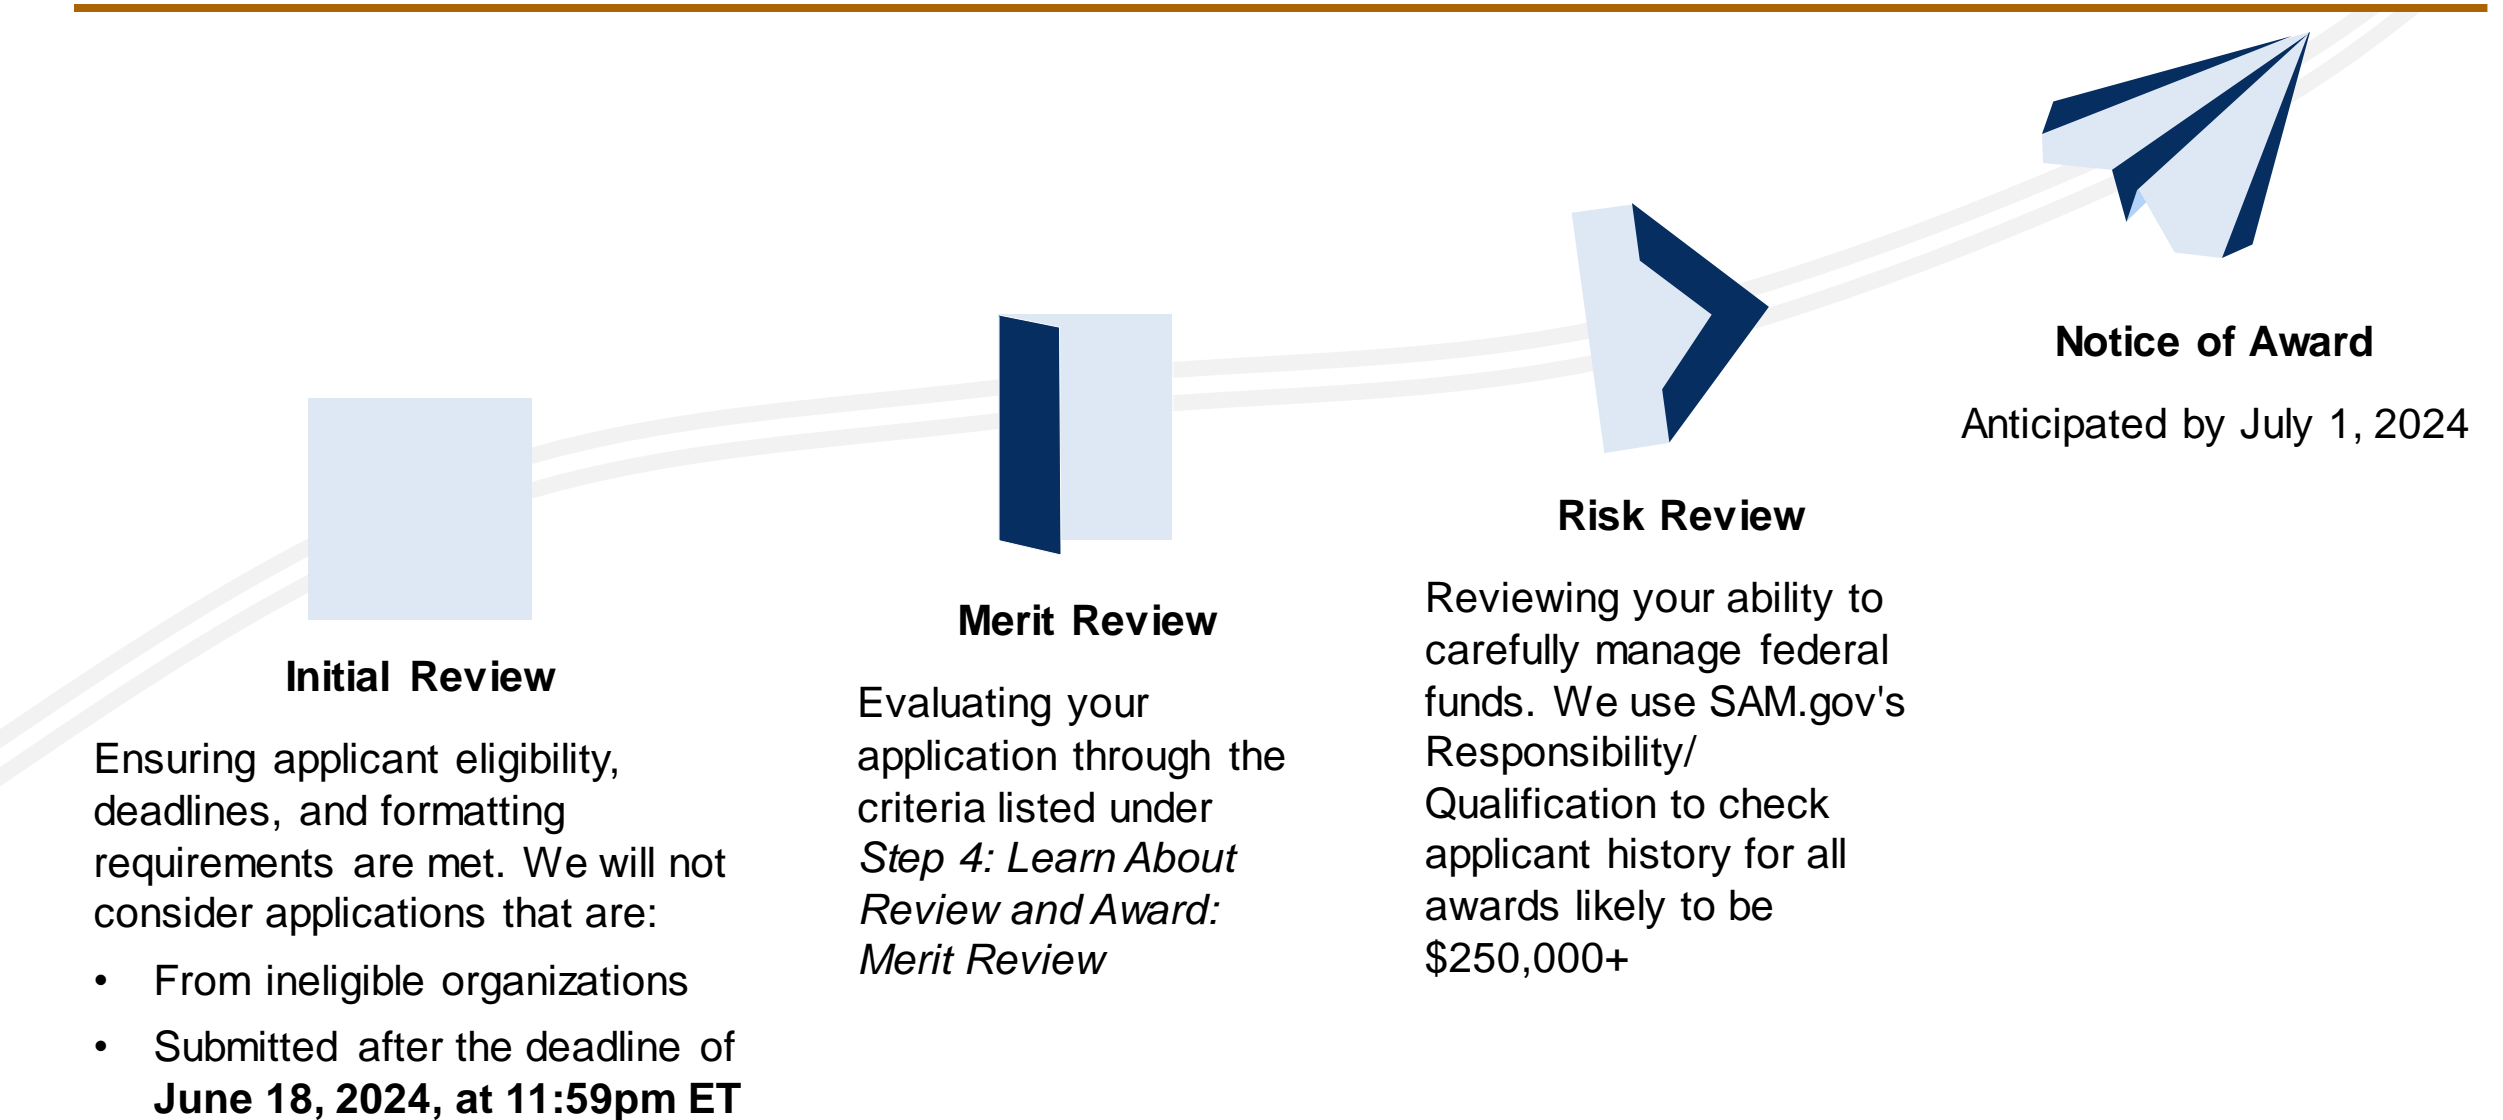 Initial Review
Ensuring applicant eligibility,
deadlines, and formatting
requirements are met. We will not
consider applications that are:
• From ineligible organizations
• Submitted after the deadline of
June 18, 2024, at 11:59pm ET
Merit Review
Evaluating your
application through the
criteria listed under
Step 4: Learn About
Review and Award:
Merit Review
Risk Review
Reviewing your ability to
carefully manage federal
funds. We use SAM.gov's
Responsibility/
Qualification to check
applicant history for all
awards likely to be
$250,000+
Notice of Award
Anticipated by July 1, 2024